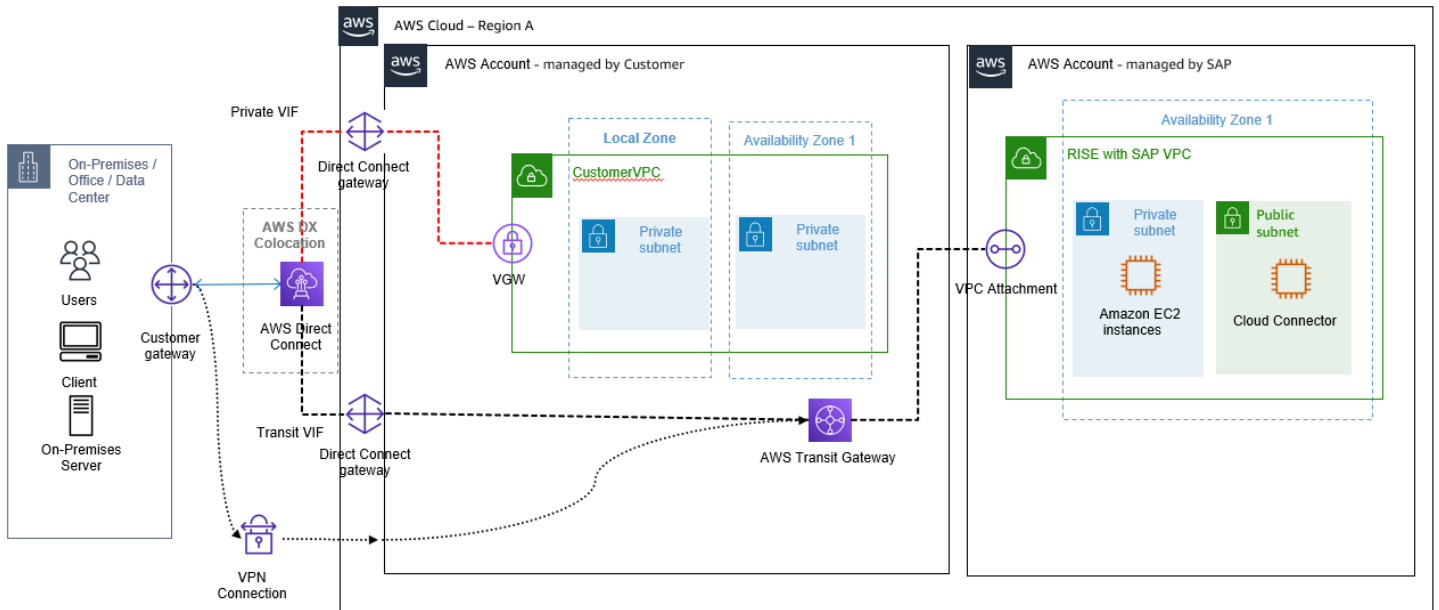 aws
AWS Cloud – Region A
aws
AWS Account - managed by Customer
aws
AWS Account - managed by SAP
Private VIF
Direct Connect
gateway
Local Zone
Availability Zone 1
CustomerVPC
Private
subnet
Private
subnet
VGW
Availability Zone 1
RISE with SAP VPC
Private
subnet
Public
subnet
Amazon EC2
instances
Cloud Connector
VPC Attachment
On-Premises /
Office / Data
Center
Users
Client
On-Premises
Server
Customer
gateway
AWS DX
Colocation
AWS Direct
Connect
Transit VIF
Direct Connect
gateway
AWS Transit Gateway
VPN
Connection